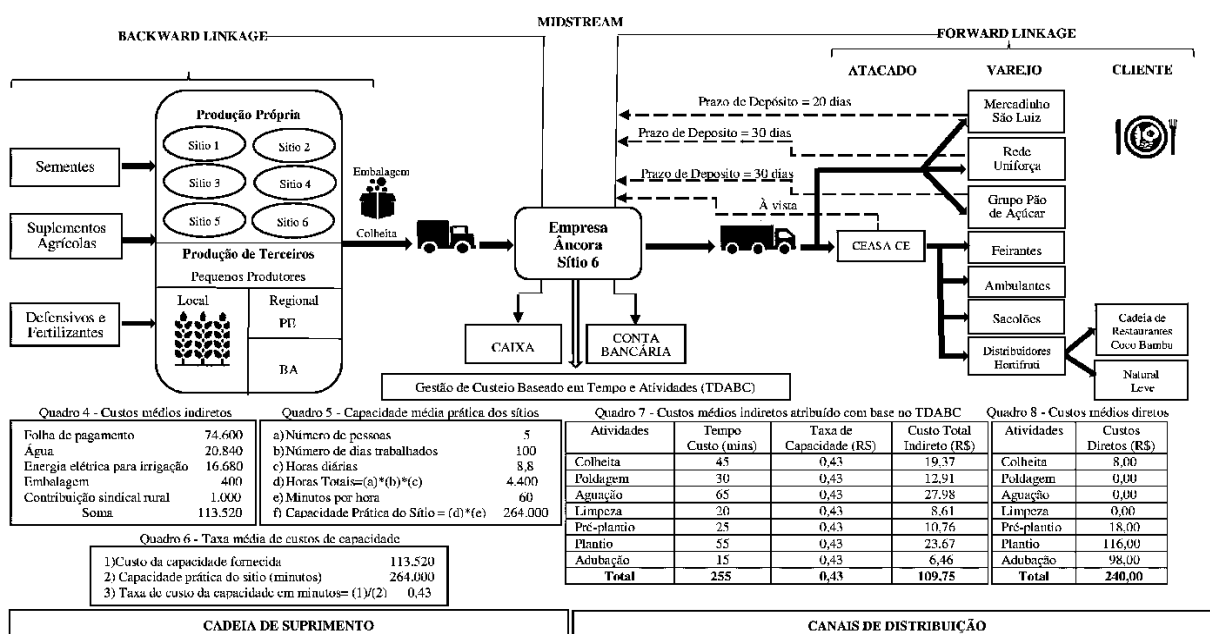 MIDSTREAM
BACKWARD LINKAGE
FORWARD LINKAGE
ATACADO
VAREJO
CLIENTE
Sementes
Suplementos
Agrícolas
Defensivos e
Fertilizantes
Produção Própria
Sítio 1
Sítio 2
Sítio 3
Sítio 4
Sítio 5
Sítio 6
Produção de Terceiros
Pequenos Produtores
Local
Regional
PE
BA
Embalagem
Colheita
Empresa
Âncora
Sítio 6
CAIXA
CONTA
BANCÁRIA
Gestão de Custeio Baseado em Tempo e Atividades (TDABC)
Prazo de Depósito = 20 dias
Prazo de Deposito = 30 dias
Prazo de Deposito = 30 dias
À vista
CEASA CE
Mercadinho
São Luiz
Rede
Uniforça
Grupo Pão
de Açúcar
Feirantes
Ambulantes
Sacolões
Distribuidores
Hortifruti
Cadeia de
Restaurantes
Coco Bambu
Natural
Leve
Quadro 4 - Custos médios indiretos
Folha de pagamento 74.600
Água 20.840
Energia elétrica para irrigação 16.680
Embalagem 400
Contribuição sindical rural 1.000
Soma 113.520
Quadro 5 - Capacidade média prática dos sítios
a)Número de pessoas 5
b)Número de dias trabalhados 100
c) Horas diárias 8,8
d)Horas Totais=(a)*(b)*(c) 4.400
e)Minutos por hora 60
f) Capacidade Prática do Sítio = (d)*(e) 264.000
Quadro 6 - Taxa média de custos de capacidade
1)Custo da capacidade fornecida 113.520
2) Capacidade prática do sitio (minutos) 264.000
3) Taxa de custo da capacidade em minutos= (1)/(2) 0,43
Quadro 7 - Custos médios indiretos atribuído com base no TDABC
Atividades Tempo Taxa de Custo Total
Custo (mins) Capacidade (R$) Indireto (R$)
Colheita 45 0,43 19,37
Poldagem 30 0,43 12,91
Aguação 65 0,43 27,98
Limpeza 20 0,43 8,61
Pré-plantio 25 0,43 10,76
Plantio 55 0,43 23,67
Adubação 15 0,43 6,46
Total 255 0,43 109,75
Quadro 8 - Custos médios diretos
Atividades Custos
Diretos (R$)
Colheita 8,00
Poldagem 0,00
Aguação 0,00
Limpeza 0,00
Pré-plantio 18,00
Plantio 116,00
Adubação 98,00
Total 240,00
CADEIA DE SUPRIMENTO
CANAIS DE DISTRIBUIÇÃO